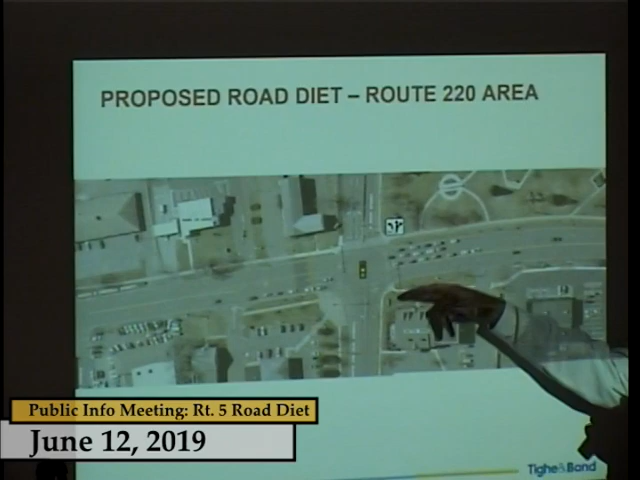 PROPOSED ROAD DIET – ROUTE 220 AREA
Public Info Meeting: Rt. 5 Road Diet
June 12, 2019
Tighe&Bond